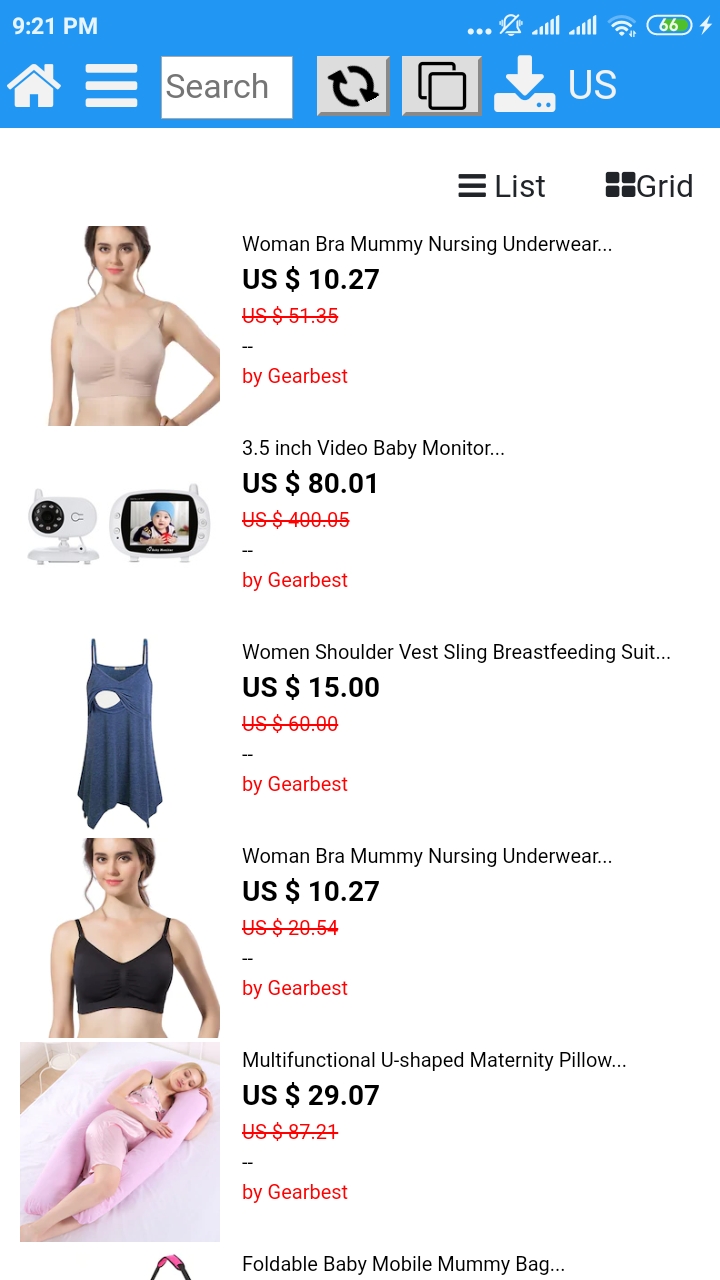 9:21 PM
66
Search
US
List
Grid
Woman Bra Mummy Nursing Underwear...
US $ 10.27
US $ 51.35
--
by Gearbest
3.5 inch Video Baby Monitor...
US $ 80.01
US $ 400.05
--
by Gearbest
Women Shoulder Vest Sling Breastfeeding Suit...
US $ 15.00
US $ 60.00
--
by Gearbest
Woman Bra Mummy Nursing Underwear...
US $ 10.27
US $ 20.54
--
by Gearbest
Multifunctional U-shaped Maternity Pillow...
US $ 29.07
US $ 87.21
--
by Gearbest
Foldable Baby Mobile Mummy Bag...